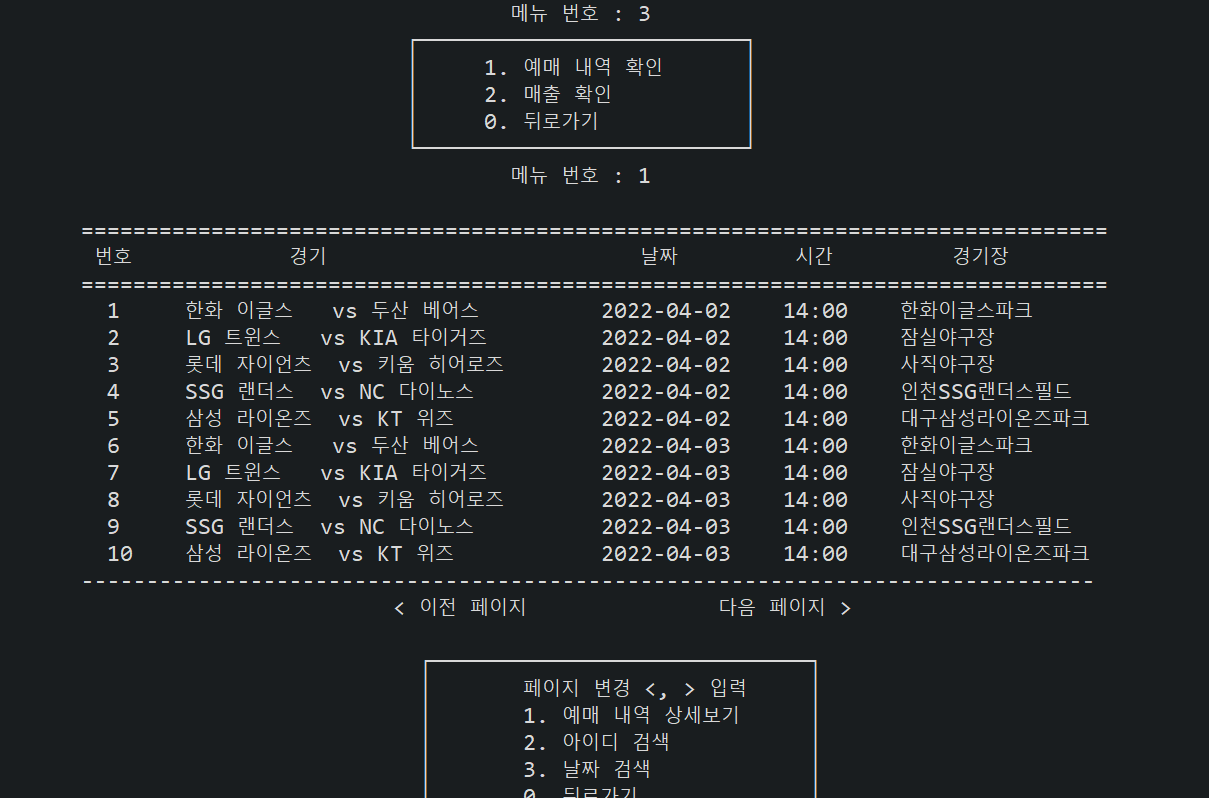 메뉴 번호 : 3
1. 예매 내역 확인
2. 매출 확인
0. 뒤로가기
메뉴 번호 : 1
===============================================================================
번호 경기 날짜 시간 경기장
===============================================================================
1 한화 이글스 vs 두산 베어스 2022-04-02 14:00 한화이글스파크
2 LG 트윈스 vs KIA 타이거즈 2022-04-02 14:00 잠실야구장
3 롯데 자이언츠 vs 키움 히어로즈 2022-04-02 14:00 사직야구장
4 SSG 랜더스 vs NC 다이노스 2022-04-02 14:00 인천SSG랜더스필드
5 삼성 라이온즈 vs KT 위즈 2022-04-02 14:00 대구삼성라이온즈파크
6 한화 이글스 vs 두산 베어스 2022-04-03 14:00 한화이글스파크
7 LG 트윈스 vs KIA 타이거즈 2022-04-03 14:00 잠실야구장
8 롯데 자이언츠 vs 키움 히어로즈 2022-04-03 14:00 사직야구장
9 SSG 랜더스 vs NC 다이노스 2022-04-03 14:00 인천SSG랜더스필드
10 삼성 라이온즈 vs KT 위즈 2022-04-03 14:00 대구삼성라이온즈파크
------------------------------------------------------------------------------
< 이전 페이지 다음 페이지 >
페이지 변경 <, > 입력
1. 예매 내역 상세보기
2. 아이디 검색
3. 날짜 검색
0. 뒤로가기